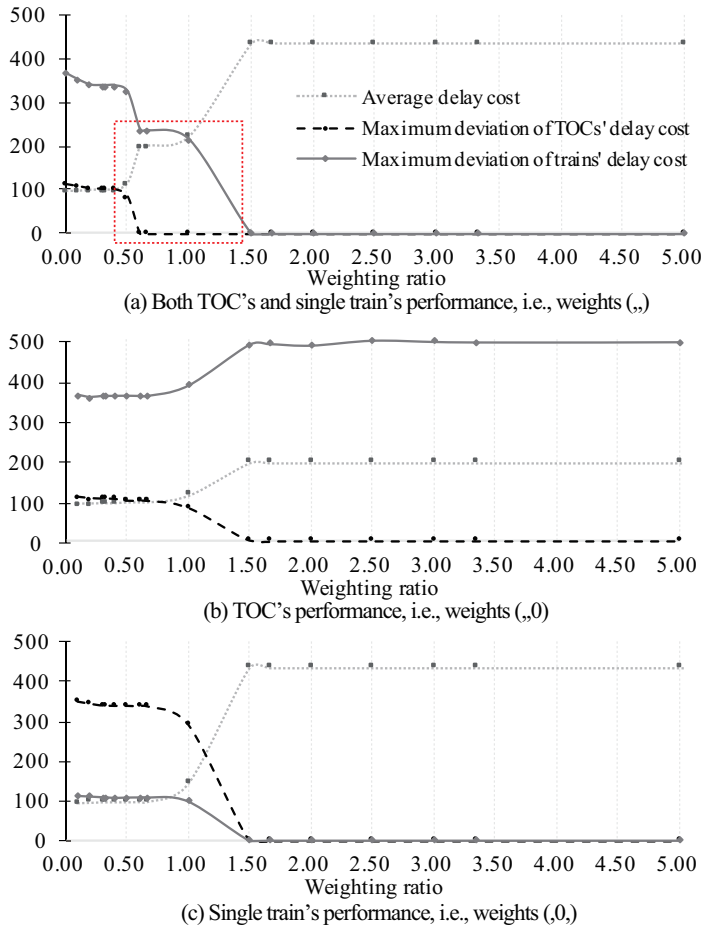 500
400
300
200
100
0
Average delay cost
Maximum deviation of TOCs' delay cost
Maximum deviation of trains' delay cost
0.00 0.50 1.00 1.50 2.00 2.50 3.00 3.50 4.00 4.50 5.00
Weighting ratio
(a) Both TOC's and single train's performance, i.e., weights (,,)
500
400
300
200
100
0
0.00 0.50 1.00 1.50 2.00 2.50 3.00 3.50 4.00 4.50 5.00
Weighting ratio
(b) TOC's performance, i.e., weights (,,0)
500
400
300
200
100
0
0.00 0.50 1.00 1.50 2.00 2.50 3.00 3.50 4.00 4.50 5.00
Weighting ratio
(c) Single train's performance, i.e., weights (,0,)